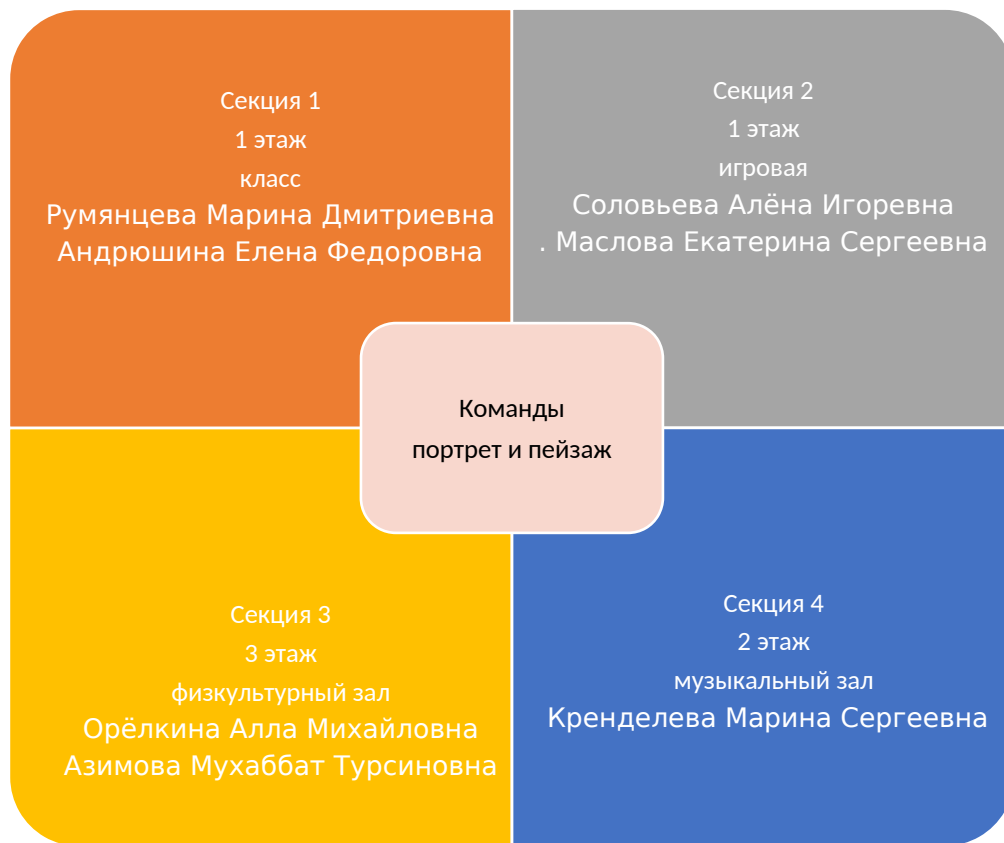 Секция 1
1 этаж
класс
Румянцева Марина Дмитриевна
Андрюшина Елена Федоровна
Секция 2
1 этаж
игровая
Соловьева Алёна Игоревна
. Маслова Екатерина Сергеевна
Команды
портрет и пейзаж
Секция 3
3 этаж
физкультурный зал
Орёлкина Алла Михайловна
Азимова Мухаббат Турсиновна
Секция 4
2 этаж
музыкальный зал
Кренделева Марина Сергеевна